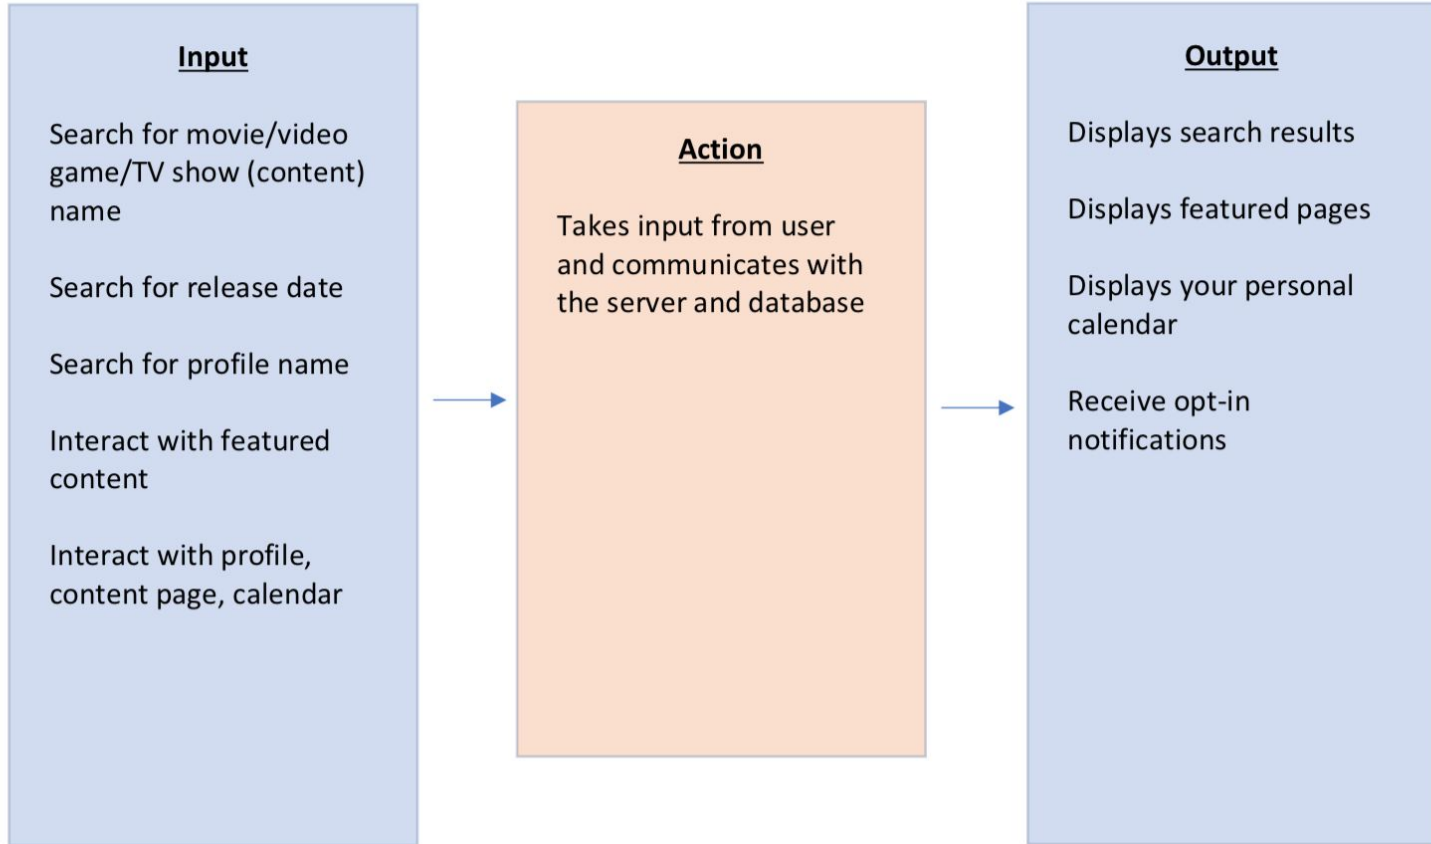 Input
Search for movie/video
game/TV show (content)
name
Search for release date
Search for profile name
Interact with featured
content
Interact with profile,
content page, calendar
Action
Takes input from user
and communicates with
the server and database
Output
Displays search results
Displays featured pages
Displays your personal
calendar
Receive opt-in
notifications